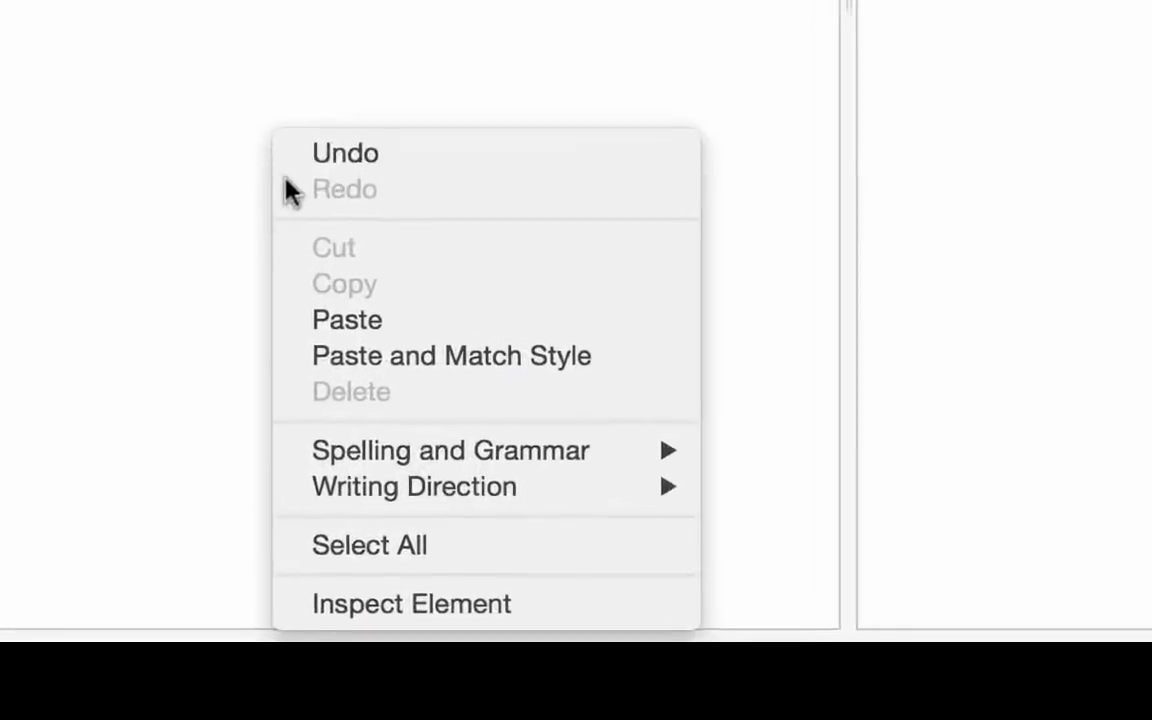 Undo
Redo
Cut
Copy
Paste
Paste and Match Style
Delete
Spelling and Grammar
Writing Direction
Select All
Inspect Element